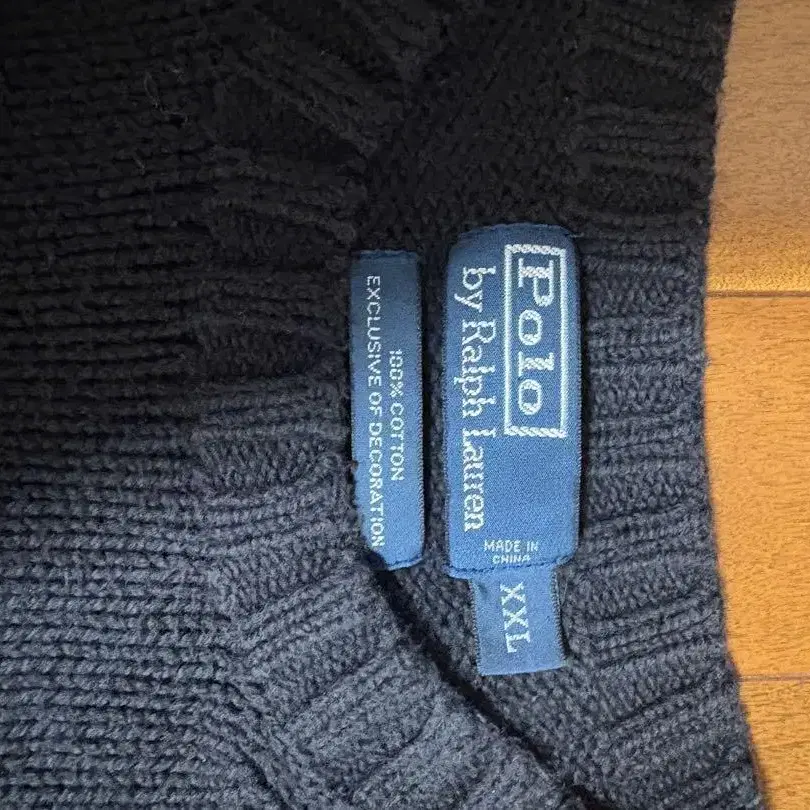 Polo
by Ralph Lauren
MADE IN
CHINA
XXL
100% COTTON
EXCLUSIVE OF DECORATION